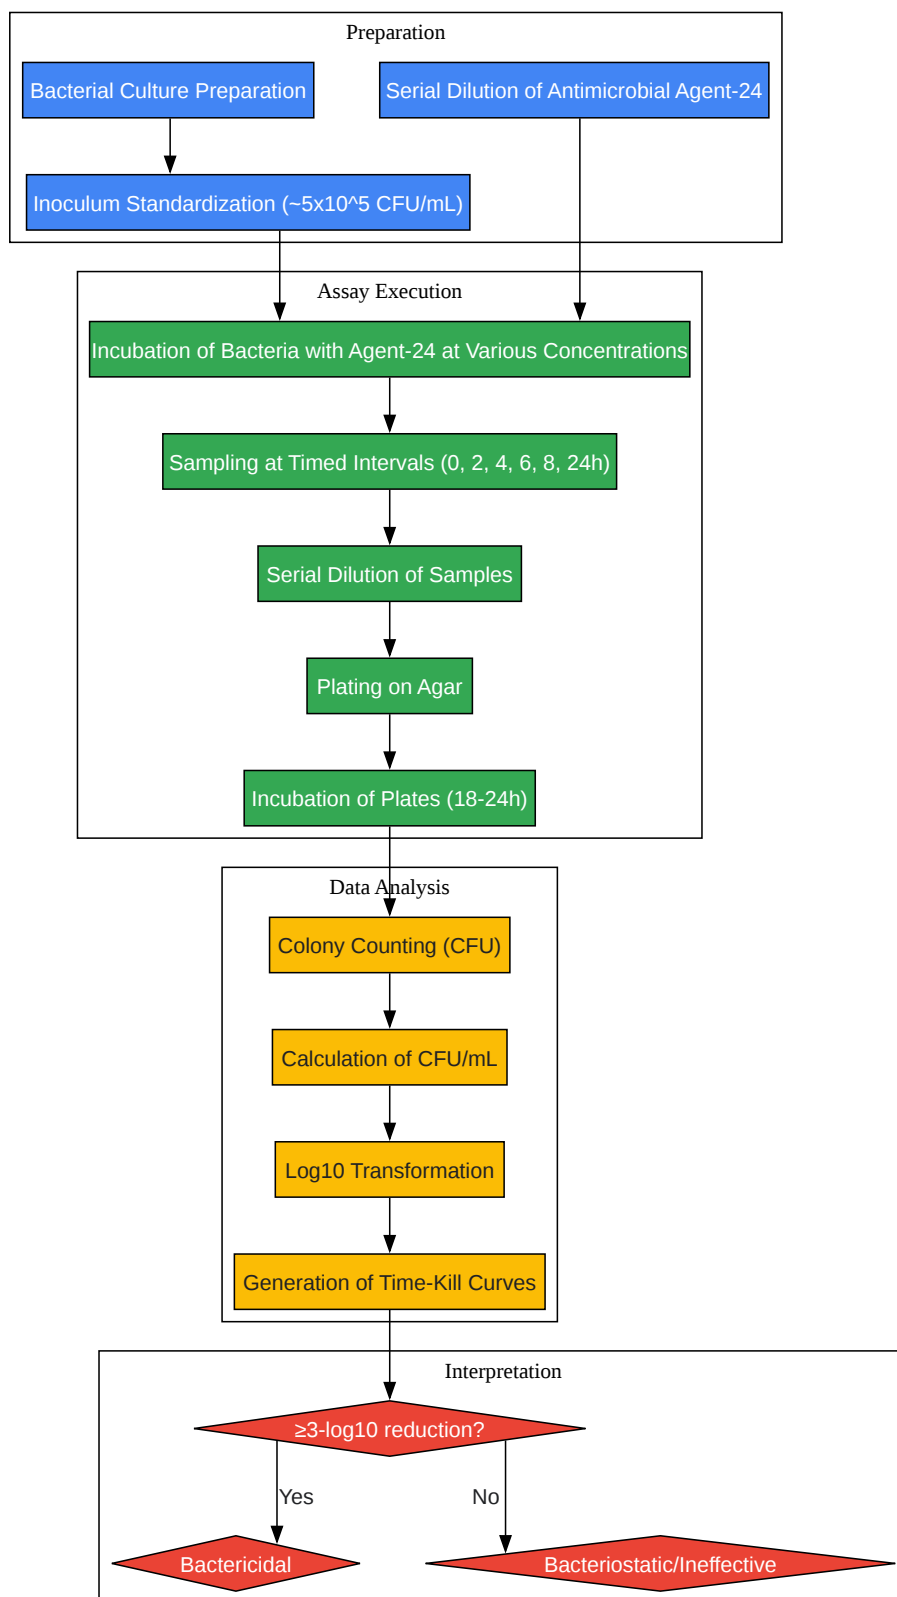 Preparation
Bacterial Culture Preparation
Serial Dilution of Antimicrobial Agent-24
Inoculum Standardization (~5x10^5 CFU/mL)
Assay Execution
Incubation of Bacteria with Agent-24 at Various Concentrations
Sampling at Timed Intervals (0, 2, 4, 6, 8, 24h)
Serial Dilution of Samples
Plating on Agar
Incubation of Plates (18-24h)
Data Analysis
Colony Counting (CFU)
Calculation of CFU/mL
Log10 Transformation
Generation of Time-Kill Curves
Interpretation
≥3-log10 reduction?
Yes
No
Bactericidal
Bacteriostatic/Ineffective